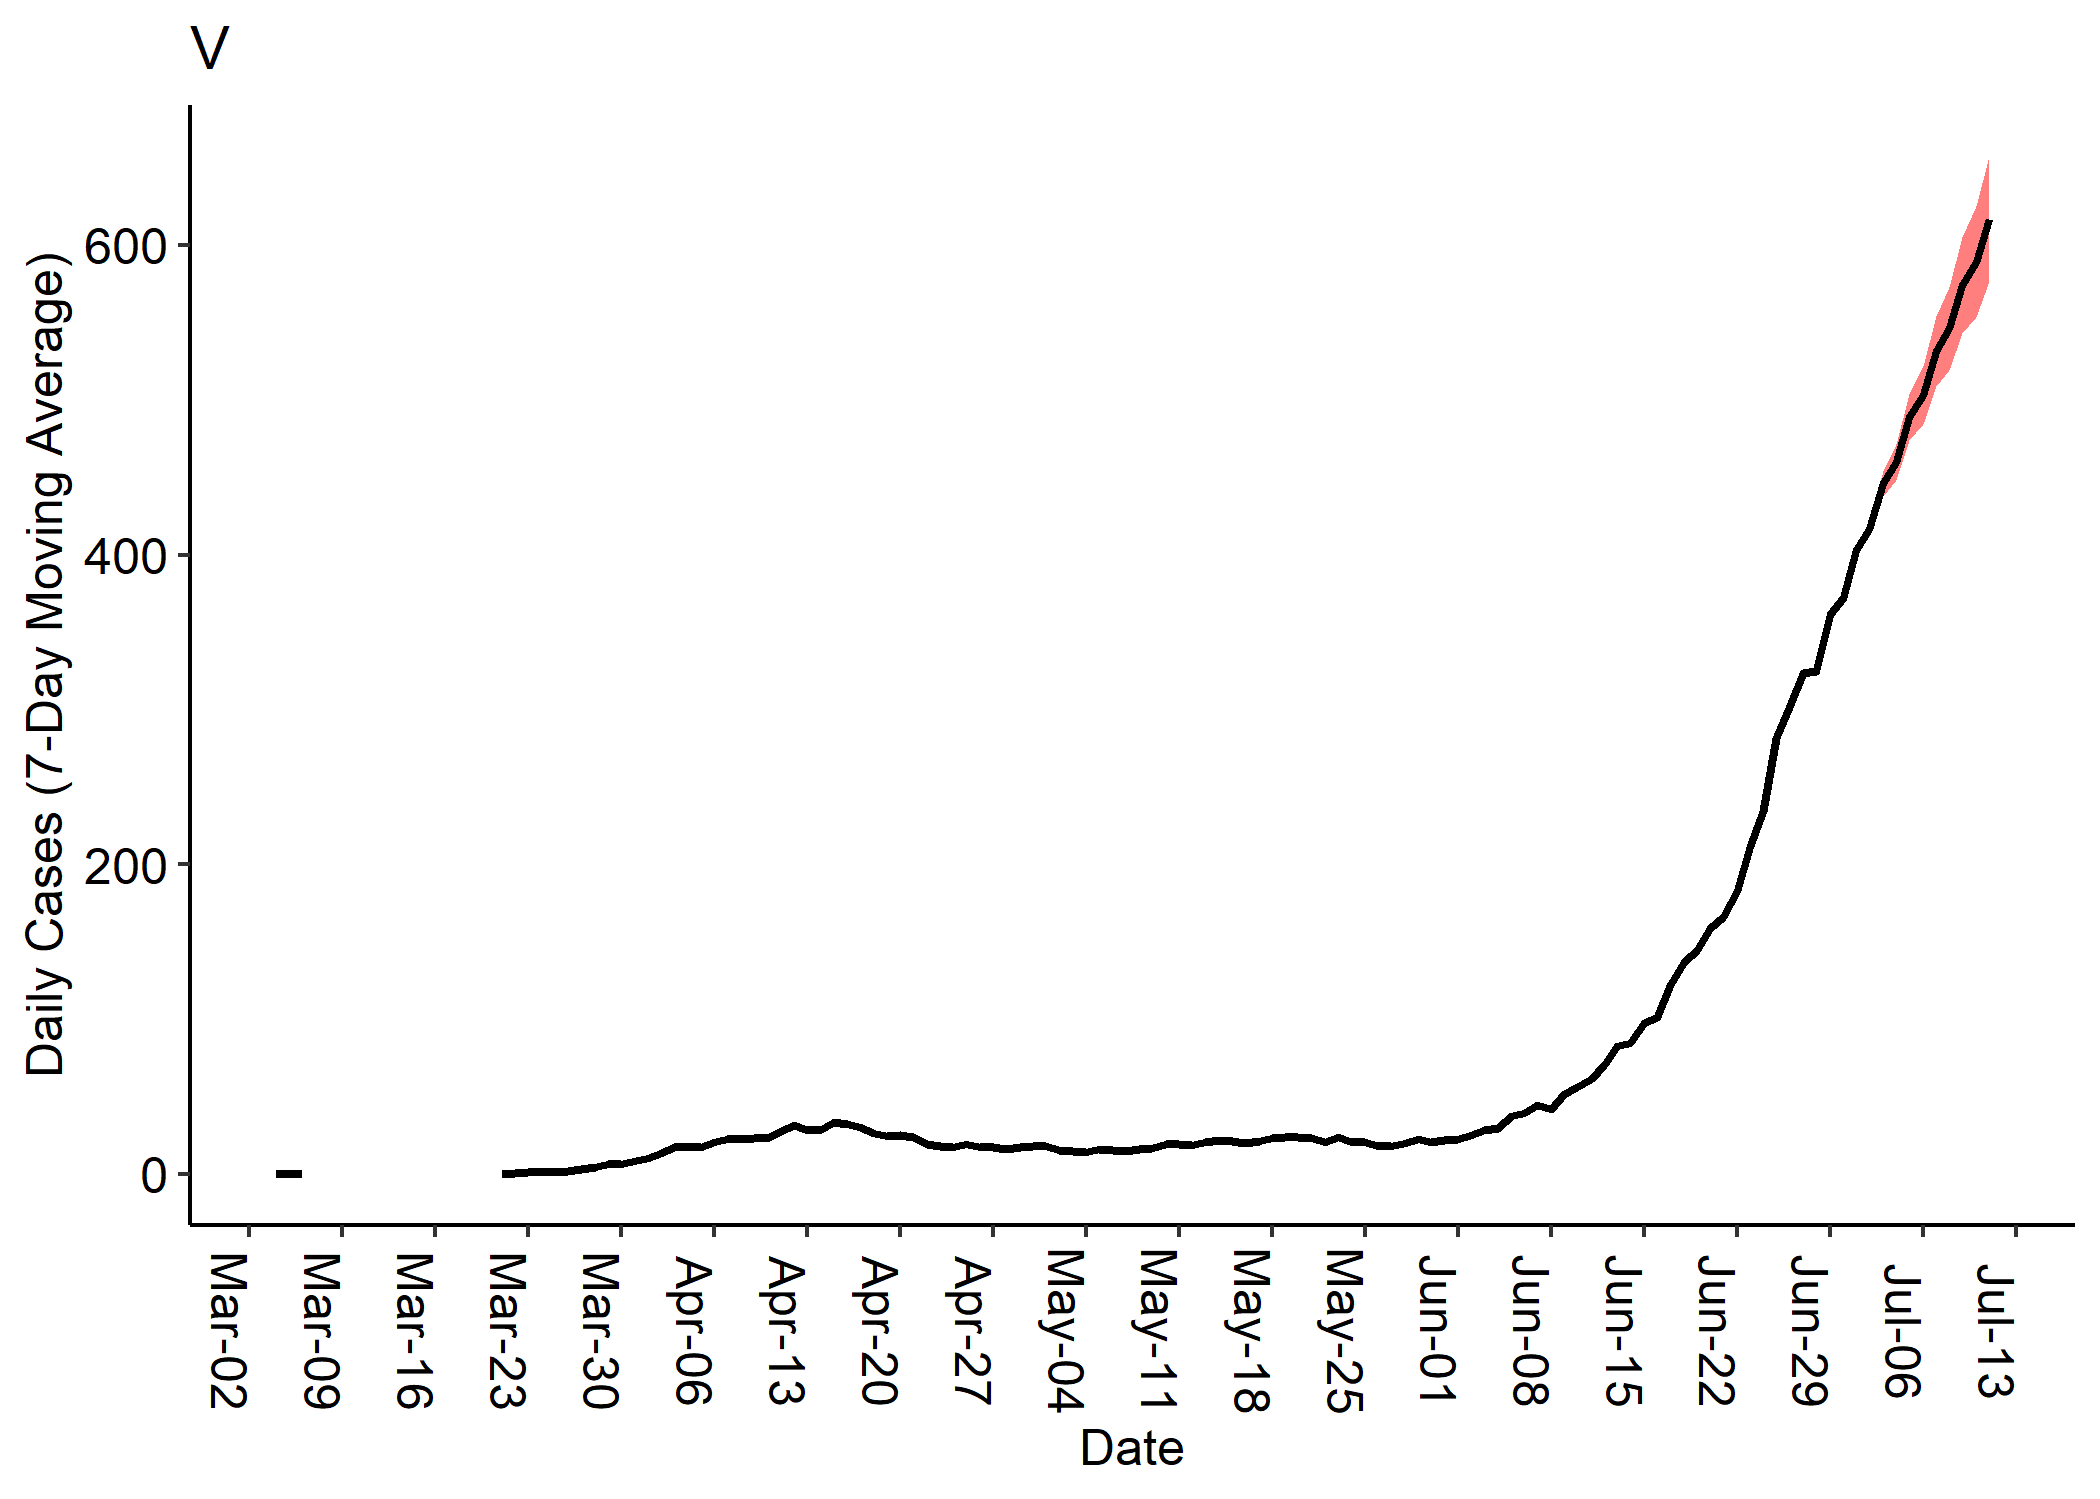 V
Daily Cases (7-Day Moving Average)
600
400
200
0
Mar-02
Mar-09
Mar-16
Mar-23
Mar-30
Apr-06
Apr-13
Apr-20
Apr-27
May-04
May-11
May-18
May-25
Jun-01
Jun-08
Jun-15
Jun-22
Jun-29
Jul-06
Jul-13
Date